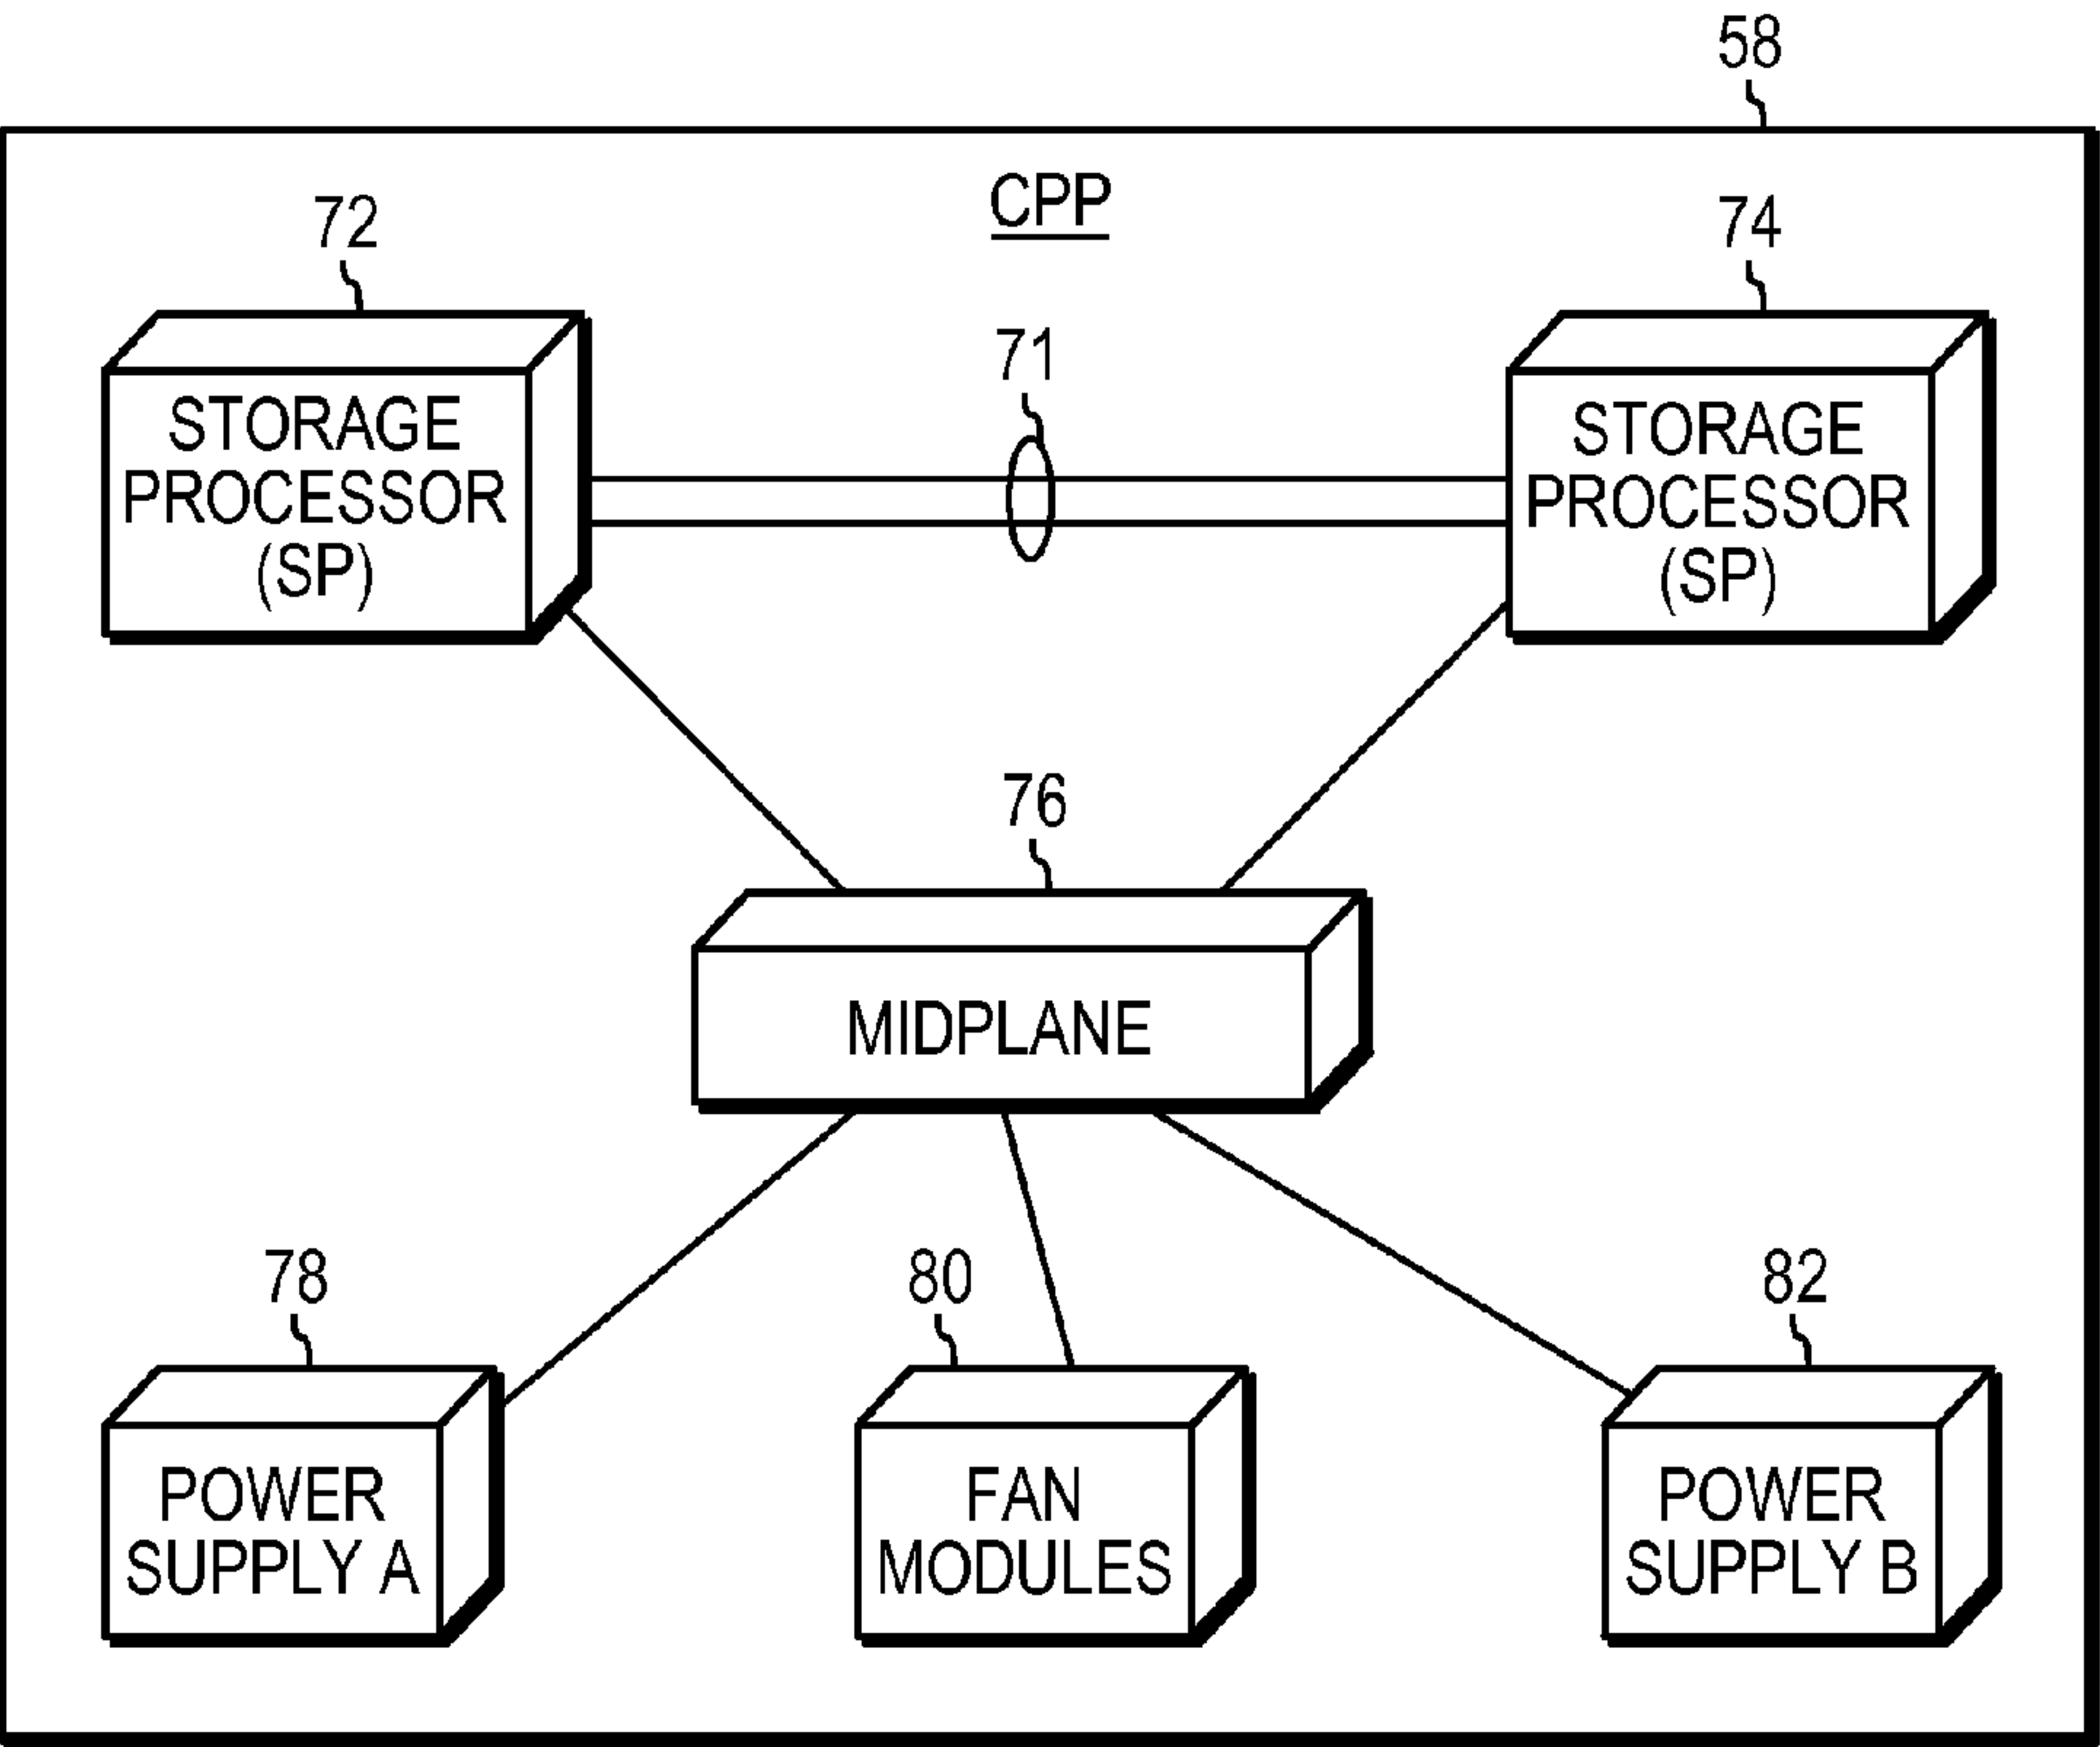 58
CPP
72
74
71
STORAGE
PROCESSOR
(SP)
STORAGE
PROCESSOR
(SP)
76
MIDPLANE
78
80
82
POWER
SUPPLY A
FAN
MODULES
POWER
SUPPLY B